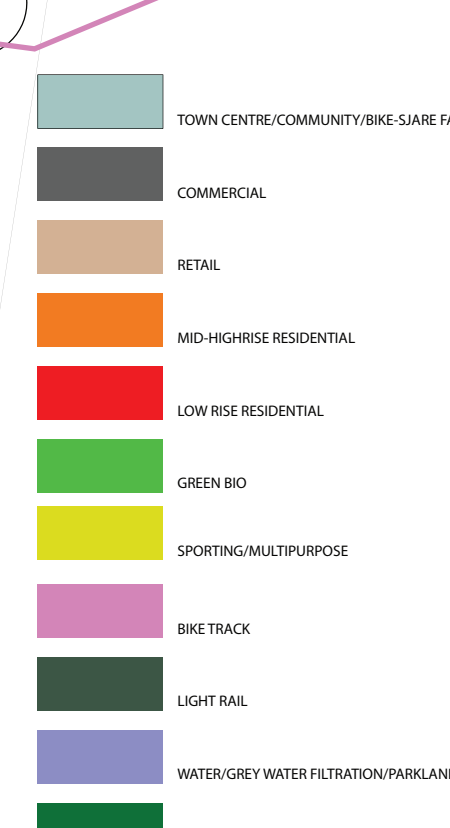 TOWN CENTRE/COMMUNITY/BIKE-SJARE FA
COMMERCIAL
RETAIL
MID-HIGHRISE RESIDENTIAL
LOW RISE RESIDENTIAL
GREEN BIO
SPORTING/MULTIPURPOSE
BIKE TRACK
LIGHT RAIL
WATER/GREY WATER FILTRATION/PARKLAN